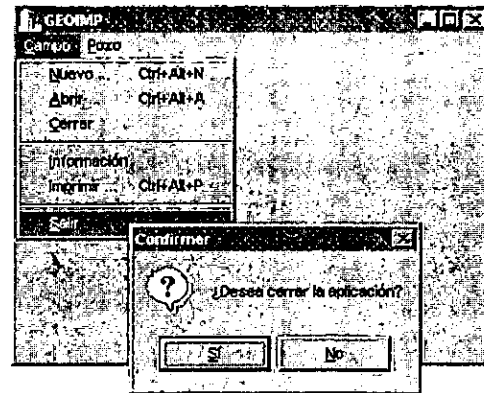 GEOIMP
Campo Pozo
Nuevo ... Ctrl+Alt+N
Abrir... Ctrl+Alt+A
Cerrar
Información
Imprimir ... Ctrl+Alt+P
Salir
Confirmar
¿Desea cerrar la aplicación?
Sí No